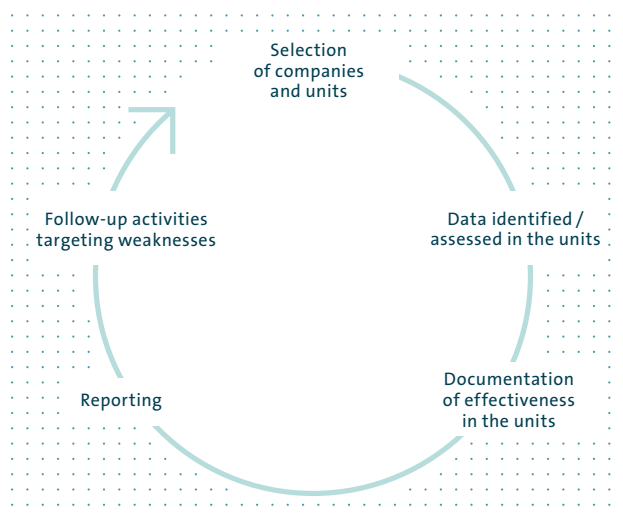 Selection
of companies
and units
Data identified /
assessed in the units
Documentation
of effectiveness
in the units
Reporting
Follow-up activities
targeting weaknesses